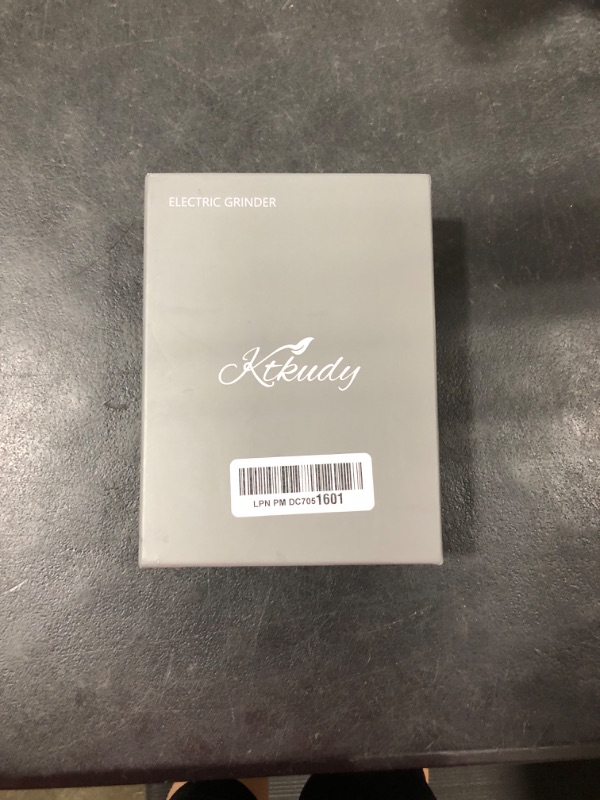 ELECTRIC GRINDER
Ktkudy
LPN PM DC7051601